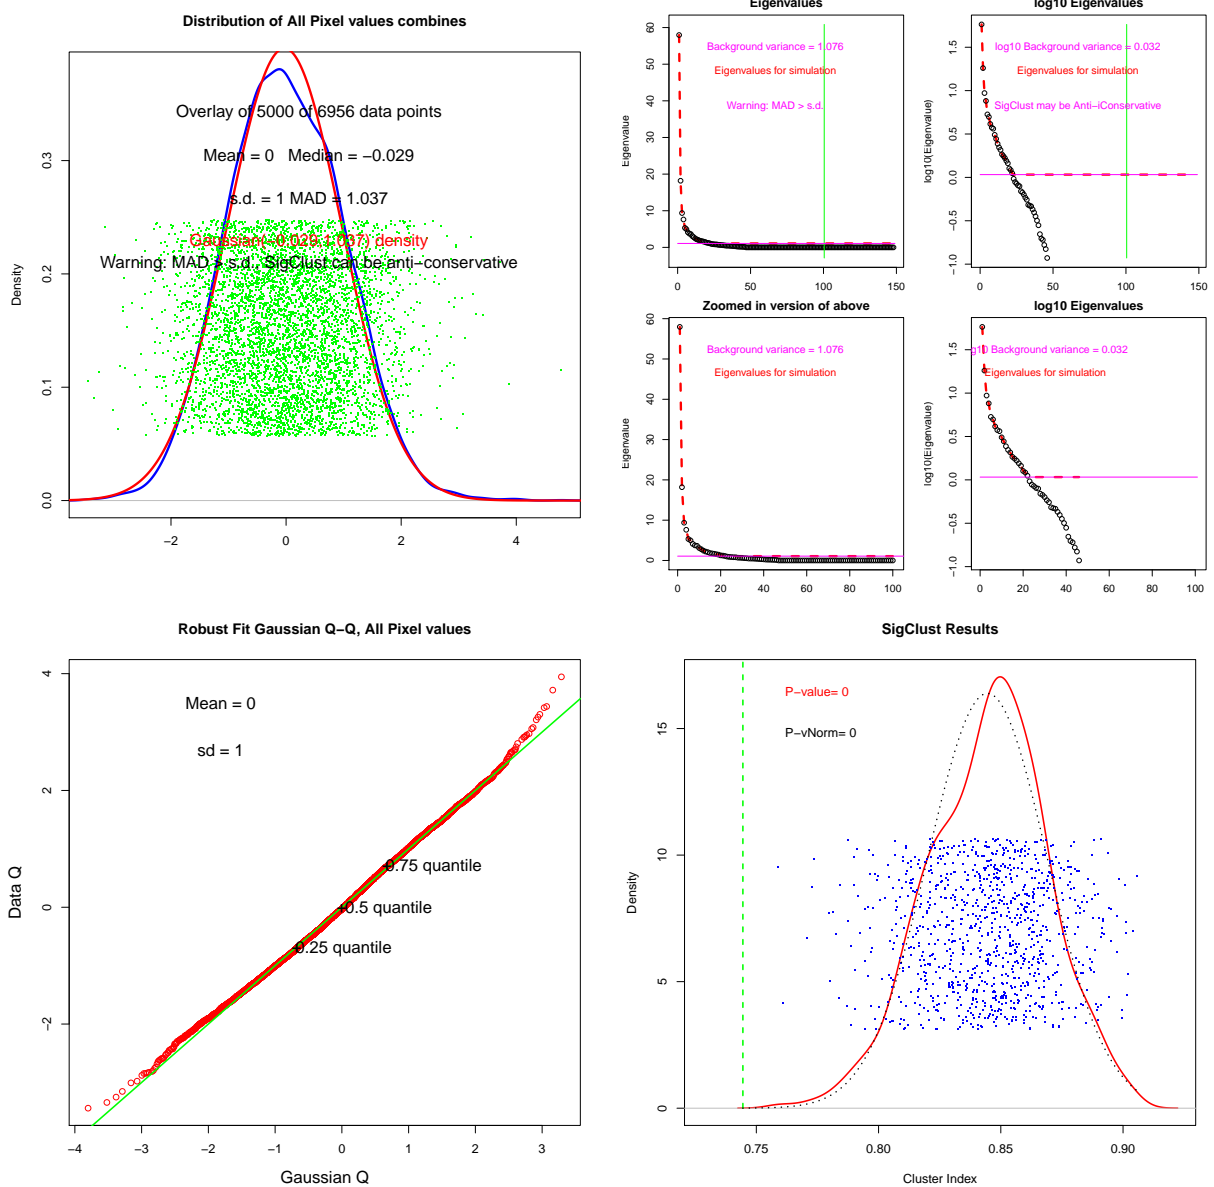 Distribution of All Pixel values combines
Overlay of 5000 of 6956 data points
Mean = 0 Median = −0.029
s.d. = 1 MAD = 1.037
Gaussian(−0.029,1.037) density
Warning: MAD > s.d., SigClust can be anti−conservative
Density
0.0
0.1
0.2
0.3
−2
0
2
4
Eigenvalues
Background variance = 1.076
Eigenvalues for simulation
Warning: MAD > s.d.
Eigenvalue
0
10
20
30
40
50
60
0
50
100
150
log10 Eigenvalues
log10 Background variance = 0.032
Eigenvalues for simulation
SigClust may be Anti−iConservative
log10(Eigenvalue)
−1.0
−0.5
0.0
0.5
1.0
1.5
0
50
100
150
Zoomed in version of above
Background variance = 1.076
Eigenvalues for simulation
Eigenvalue
0
10
20
30
40
50
60
0
20
40
60
80
100
log10 Eigenvalues
g10 Background variance = 0.032
Eigenvalues for simulation
log10(Eigenvalue)
−1.0
−0.5
0.0
0.5
1.0
1.5
0
20
40
60
80
100
Robust Fit Gaussian Q−Q, All Pixel values
Mean = 0
sd = 1
0.75 quantile
0.5 quantile
0.25 quantile
Data Q
−2
0
2
4
−4
−3
−2
−1
0
1
2
3
Gaussian Q
SigClust Results
P−value= 0
P−vNorm= 0
Density
0
5
10
15
0.75
0.80
0.85
0.90
Cluster Index